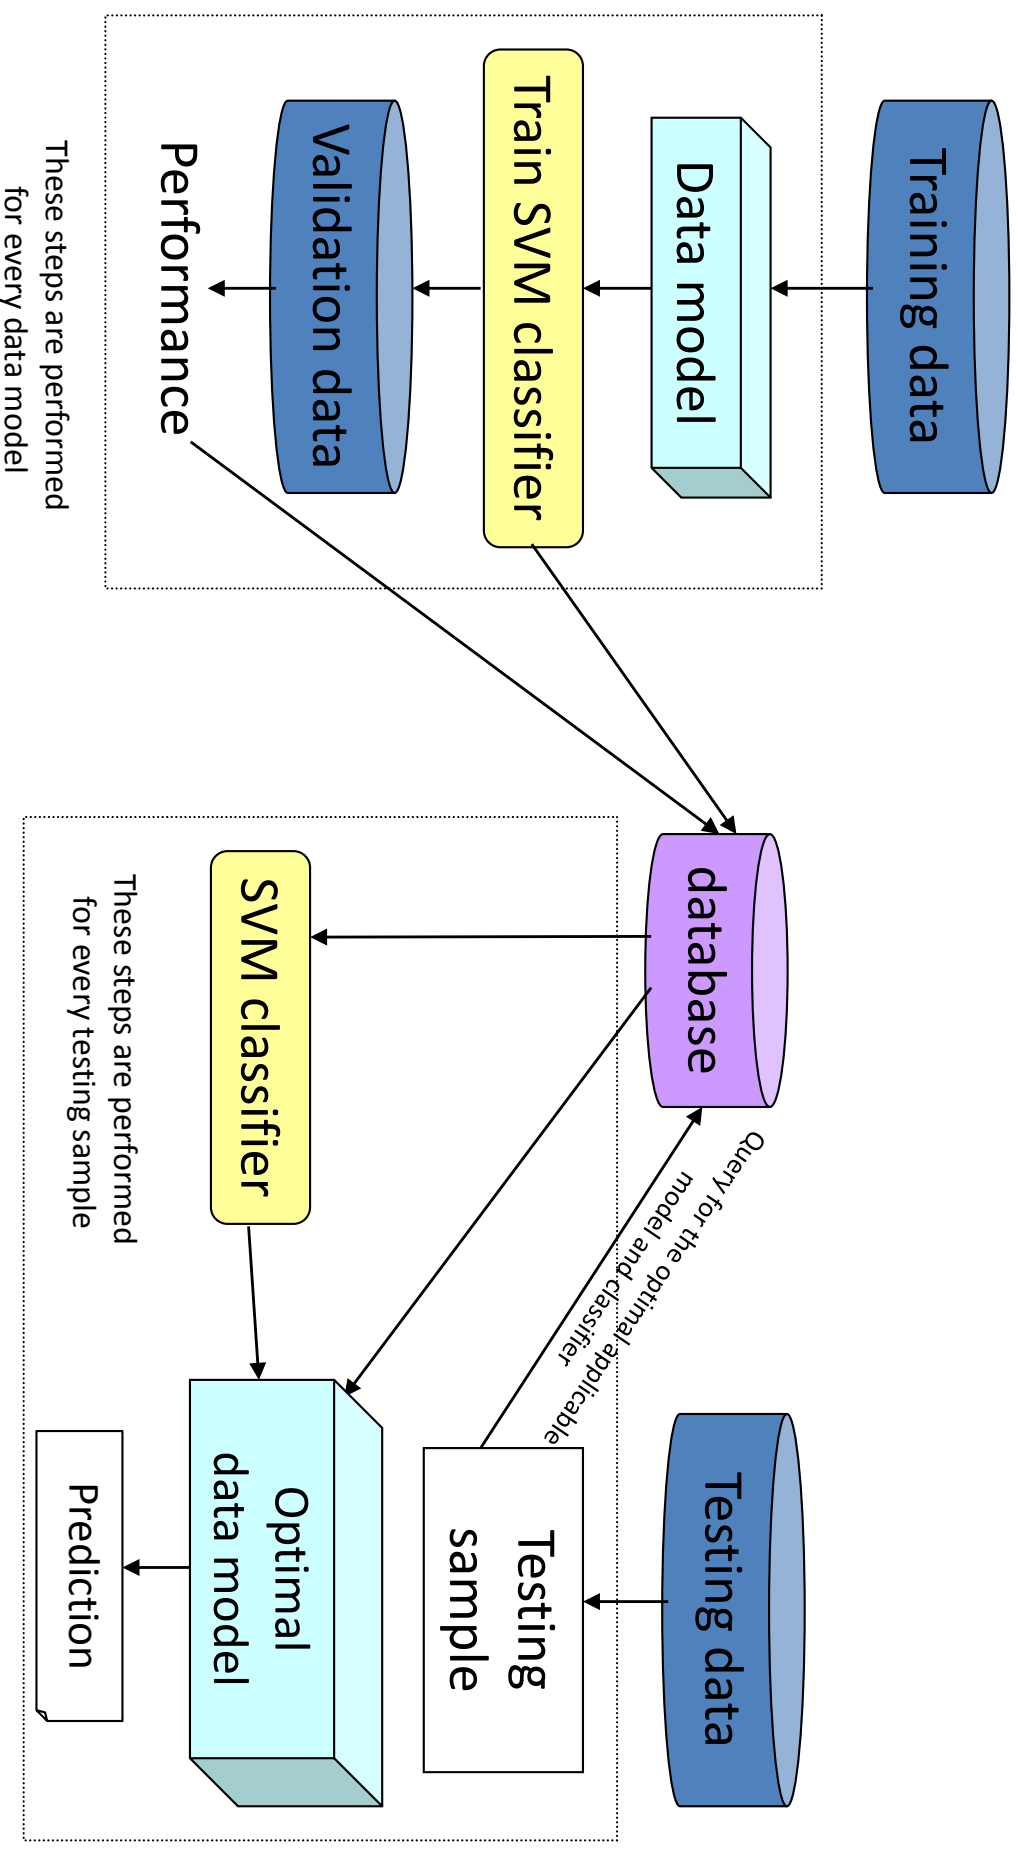 Training data
Data model
Train SVM classifier
Validation data
Performance
These steps are performed
for every data model
database
Query for the optimal applicable
model and classifier
Testing data
Testing
sample
SVM classifier
Optimal
data model
Prediction
These steps are performed
for every testing sample